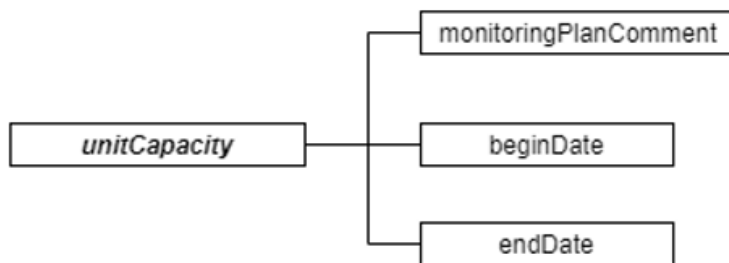 monitoringPlanComment
unitCapacity
beginDate
endDate